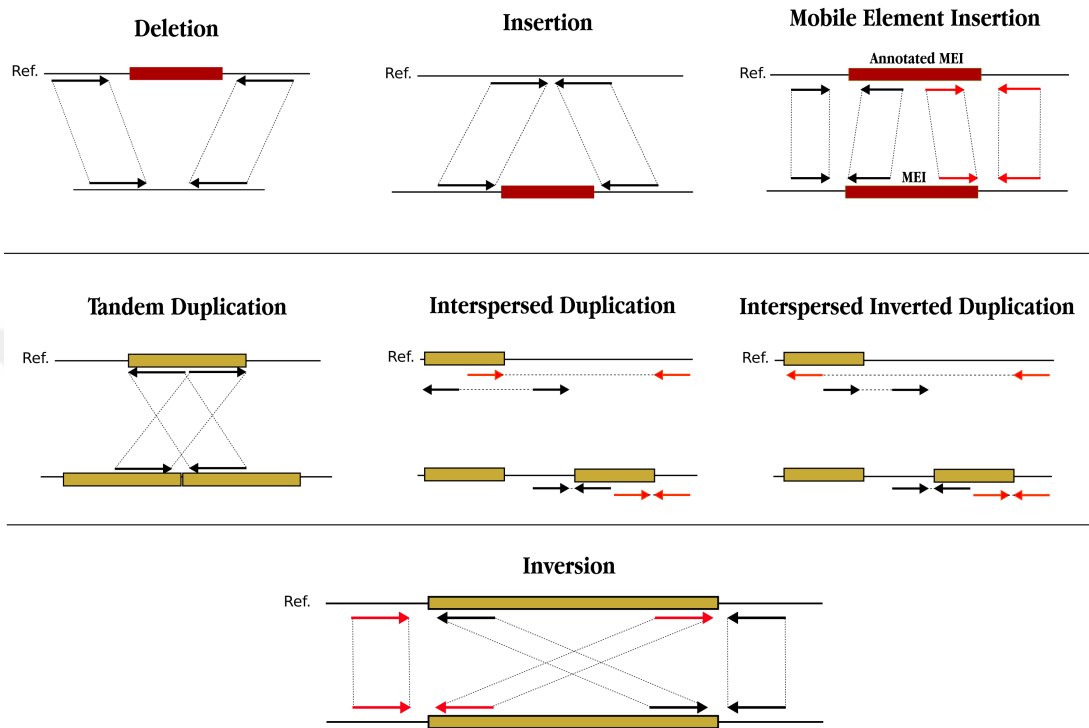 Deletion
Insertion
Mobile Element Insertion
Ref.
Ref.
Ref.
Annotated MEI
MEI
Tandem Duplication
Interspersed Duplication
Interspersed Inverted Duplication
Ref.
Ref.
Ref.
Inversion
Ref.